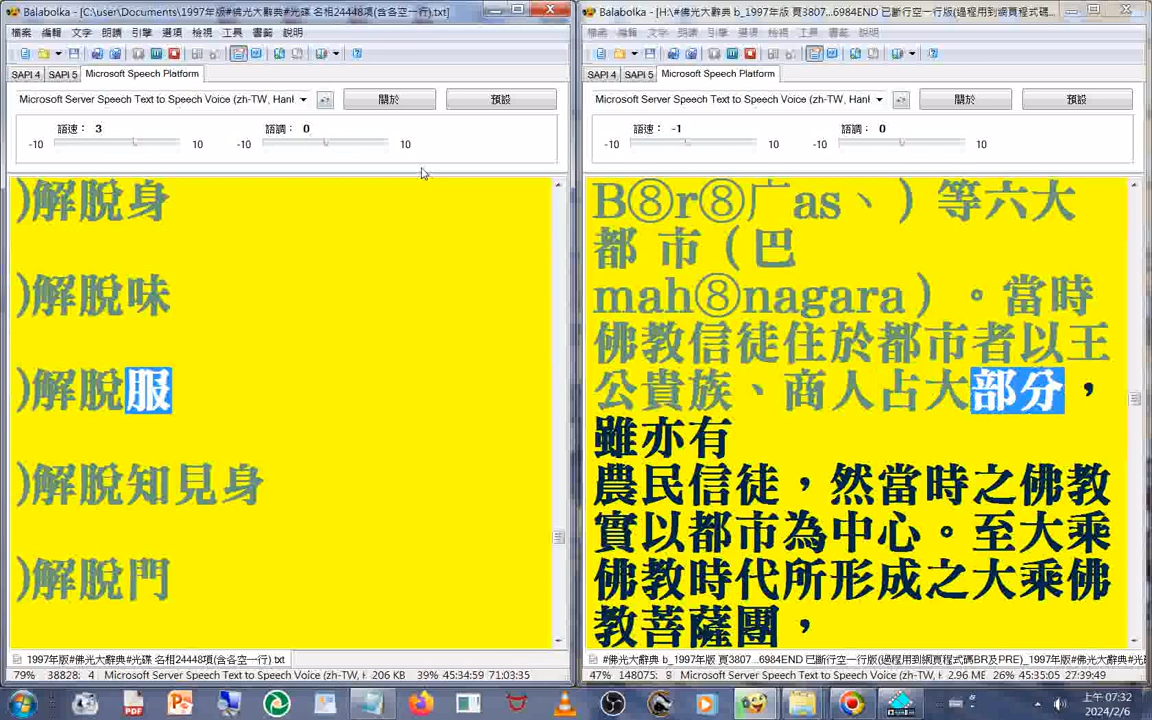 Balabolka - [C:\user\Documents\1997年版#佛光大辭典#光碟 名相24448項(含各空一行).txt]
檔案 編輯 文字 朗讀 引擎 選項 檢視 工具 書籤 說明
SAPI 4 SAPI 5 Microsoft Speech Platform
Microsoft Server Speech Text to Speech Voice (zh-TW, Hanl
關於 預設
語速： 3 語調： 0
-10 10 -10 10
)解脫身
)解脫味
)解脫服
)解脫知見身
)解脫門
1997年版#佛光大辭典#光碟 名相24448項(含各空一行).txt
79% 38828: 4 Microsoft Server Speech Text to Speech Voice (zh-TW, H 206 KB 39% 45:34:59 71:03:35
Balabolka - [H:\#佛光大辭典 b_1997年版 頁3807...6984END 已斷行空一行版(過程用到網頁程式碼...
檔案 編輯 文字 朗讀 引擎 選項 檢視 工具 書籤 說明
SAPI 4 SAPI 5 Microsoft Speech Platform
Microsoft Server Speech Text to Speech Voice (zh-TW, Hanl
關於 預設
語速： -1 語調： 0
-10 10 -10 10
B⑧r⑧广as、）等六大
都 市（巴
mah⑧nagara）。當時
佛教信徒住於都市者以王
公貴族、商人占大部分，
雖亦有
農民信徒，然當時之佛教
實以都市為中心。至大乘
佛教時代所形成之大乘佛
教菩薩團，
#佛光大辭典 b_1997年版 頁3807...6984END 已斷行空一行版(過程用到網頁程式碼BR及PRE)_1997年版#佛光
47% 148075: 8 Microsoft Server Speech Text to Speech Voice (zh-TW, H 2.96 ME 26% 45:35:05 27:39:49
PDF
上午 07:32
2024/2/6